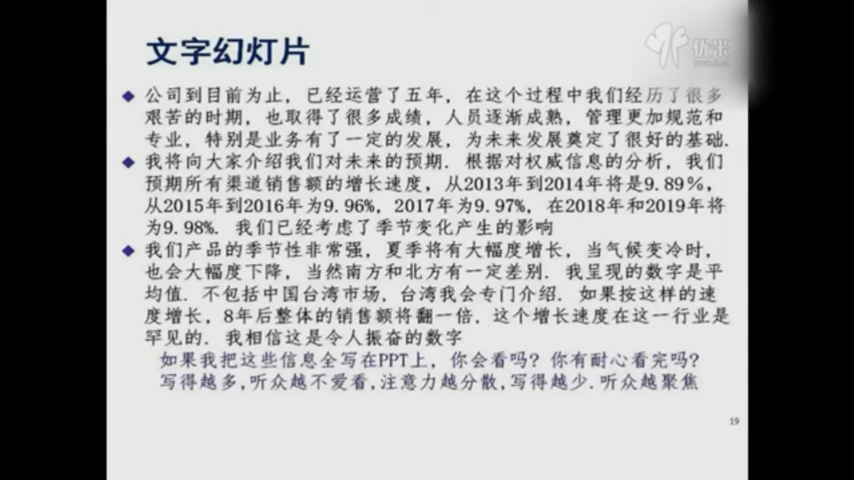 文字幻灯片
优米
◆ 公司到目前为止, 已经运营了五年, 在这个过程中我们经历了很多
艰苦的时期, 也取得了很多成绩, 人员逐渐成熟, 管理更加规范和
专业, 特别是业务有了一定的发展, 为未来发展奠定了很好的基础.
◆ 我将向大家介绍我们对未来的预期. 根据对权威信息的分析, 我们
预期所有渠道销售额的增长速度, 从2013年到2014年将是9.89%,
从2015年到2016年为9.96%, 2017年为9.97%, 在2018年和2019年将
为9.98%. 我们已经考虑了季节变化产生的影响
◆ 我们产品的季节性非常强, 夏季将有大幅度增长, 当气候变冷时,
也会大幅度下降, 当然南方和北方有一定差别. 我呈现的数字是平
均值. 不包括中国台湾市场, 台湾我会专门介绍. 如果按这样的速
度增长, 8年后整体的销售额将翻一倍, 这个增长速度在这一行业是
罕见的. 我相信这是令人振奋的数字
如果我把这些信息全写在PPT上, 你会看吗? 你有耐心看完吗?
写得越多,听众越不爱看,注意力越分散,写得越少.听众越聚焦
19